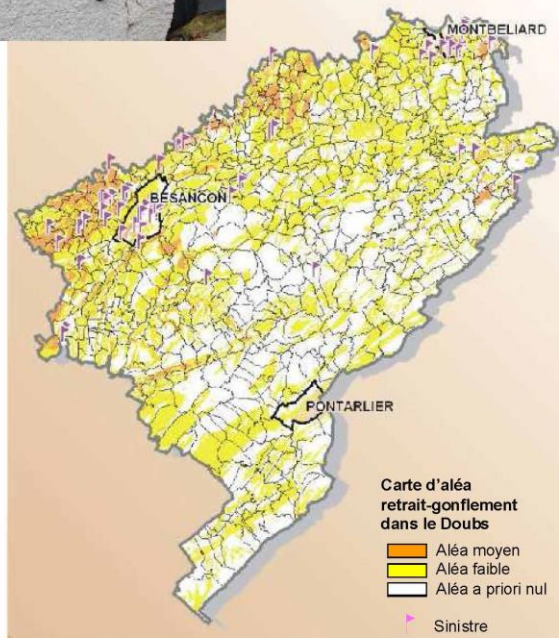 MONTBELIARD
BESANCON
PONTARLIER
Carte d'aléa
retrait-gonflement
dans le Doubs
Aléa moyen
Aléa faible
Aléa a priori nul
Sinistre